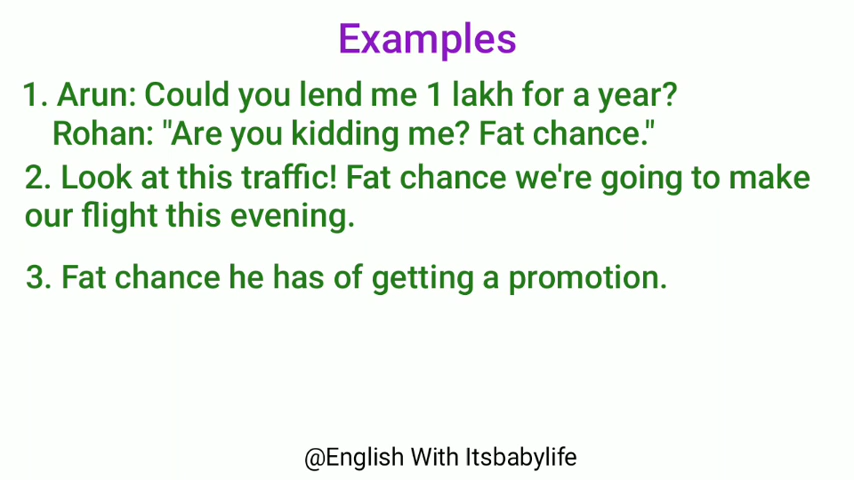 Examples
1. Arun: Could you lend me 1 lakh for a year?
Rohan: "Are you kidding me? Fat chance."
2. Look at this traffic! Fat chance we're going to make
our flight this evening.
3. Fat chance he has of getting a promotion.
@English With Itsbabylife